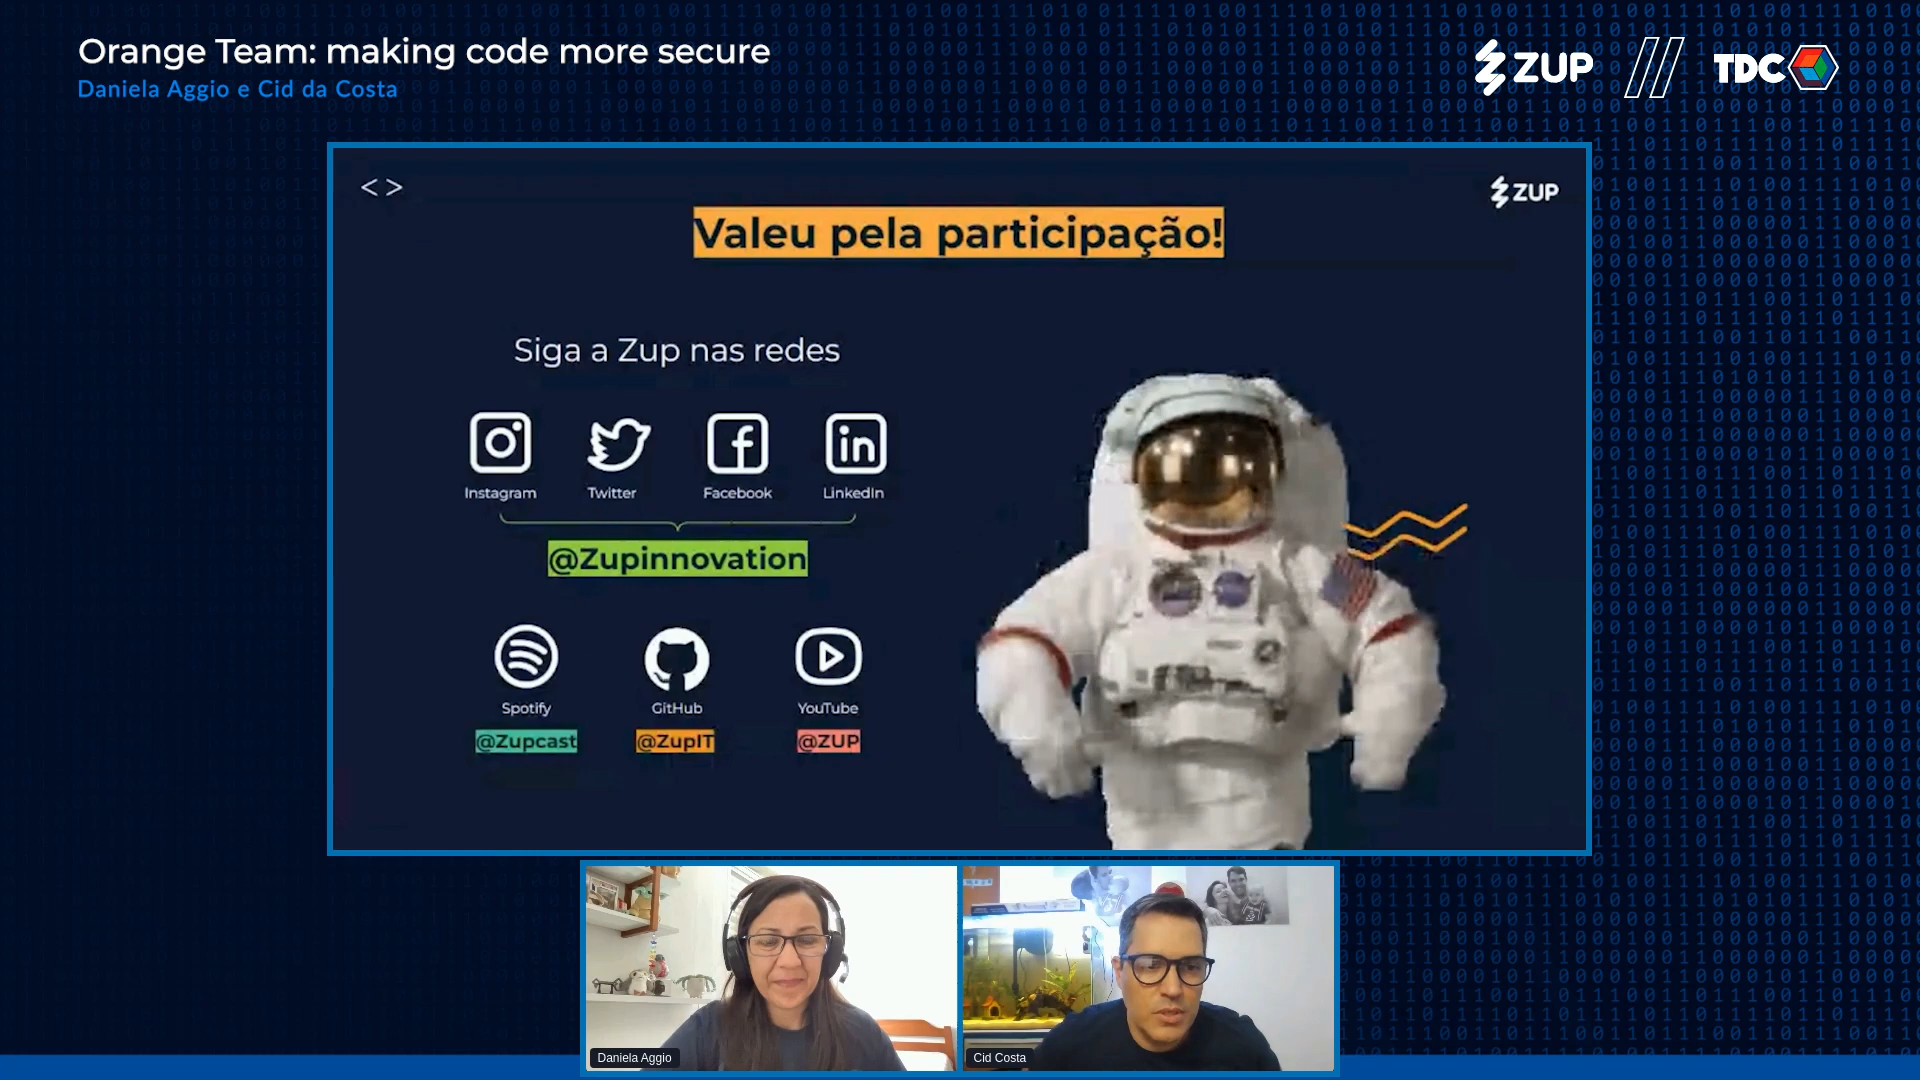 Orange Team: making code more secure
Daniela Aggio e Cid da Costa
ZUP
TDC
< >
ZUP
Valeu pela participação!
Siga a Zup nas redes
Instagram Twitter Facebook LinkedIn
@Zupinnovation
Spotify GitHub YouTube
@Zupcast @ZupIT @ZUP
Daniela Aggio
Cid Costa